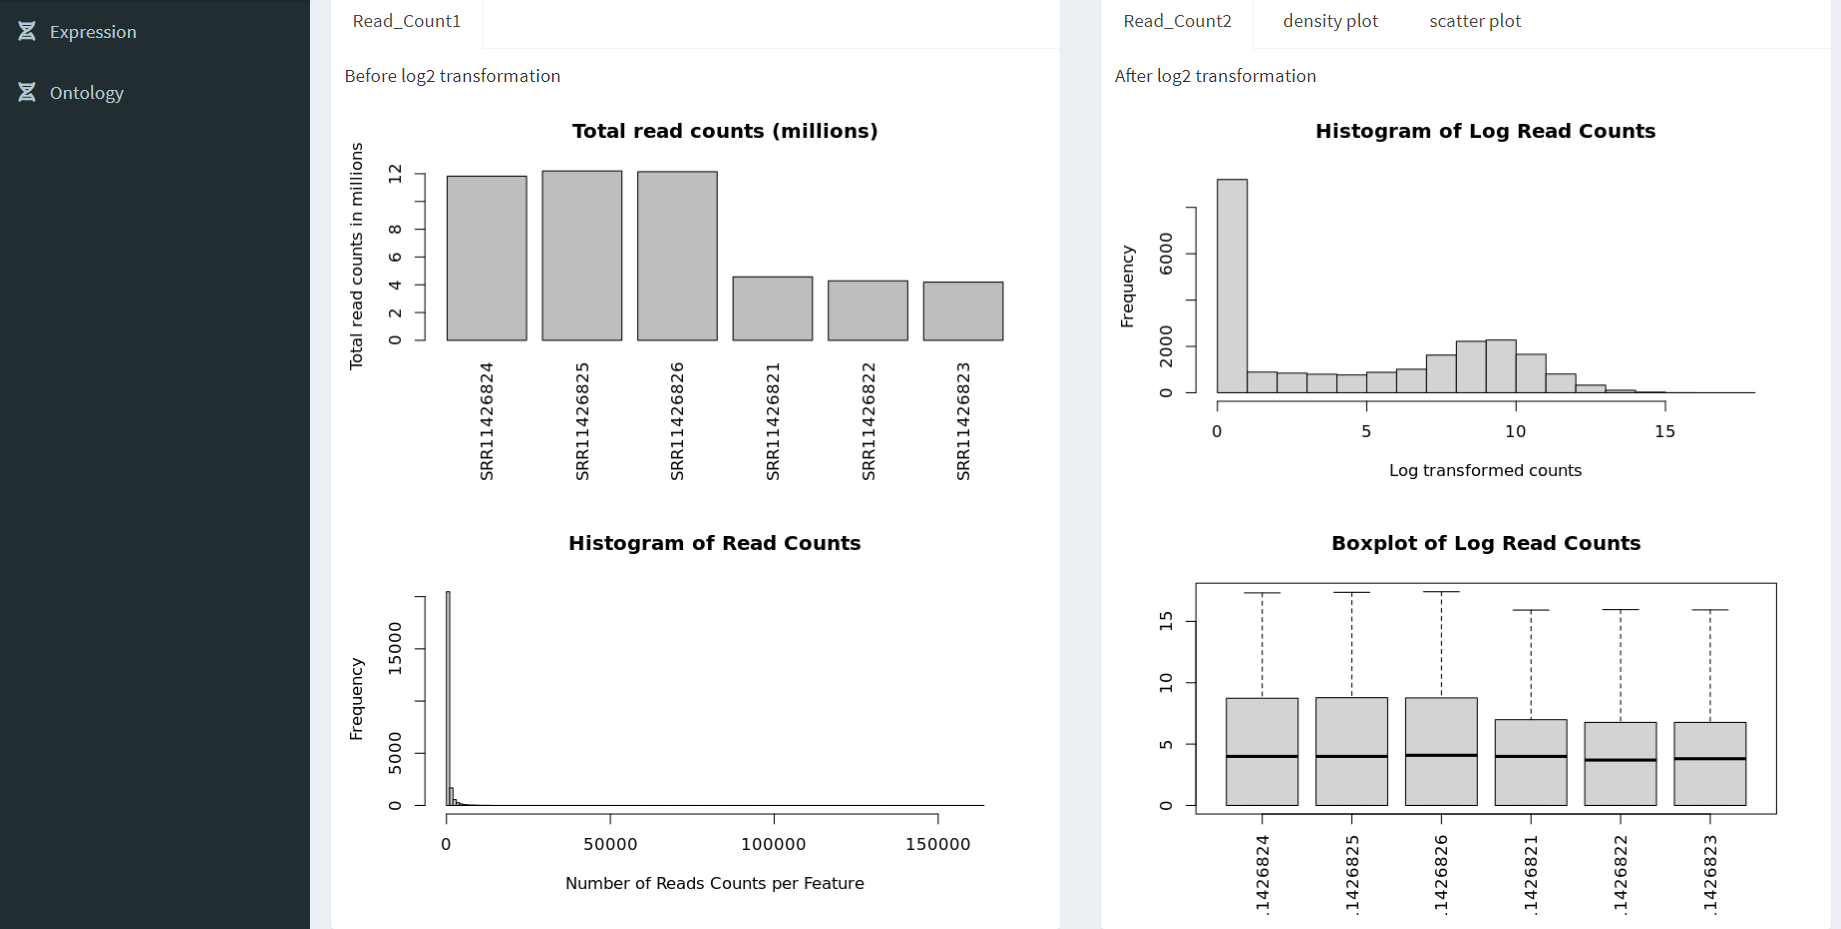 Expression
Ontology
Read_Count1
Before log2 transformation
Total read counts (millions)
Total read counts in millions
12
8
6
4
2
0
SRR11426824
SRR11426825
SRR11426826
SRR11426821
SRR11426822
SRR11426823
Histogram of Read Counts
Frequency
15000
5000
0
0 50000 100000 150000
Number of Reads Counts per Feature
Read_Count2 density plot scatter plot
After log2 transformation
Histogram of Log Read Counts
Frequency
6000
2000
0
0 5 10 15
Log transformed counts
Boxplot of Log Read Counts
15
10
5
0
.1426824
.1426825
.1426826
.1426821
.1426822
.1426823